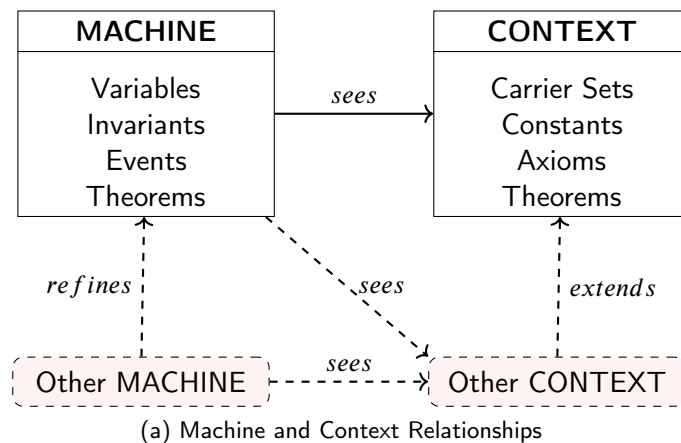 MACHINE
Variables
Invariants
Events
Theorems
sees
CONTEXT
Carrier Sets
Constants
Axioms
Theorems
refines
sees
extends
Other MACHINE
sees
Other CONTEXT
(a) Machine and Context Relationships